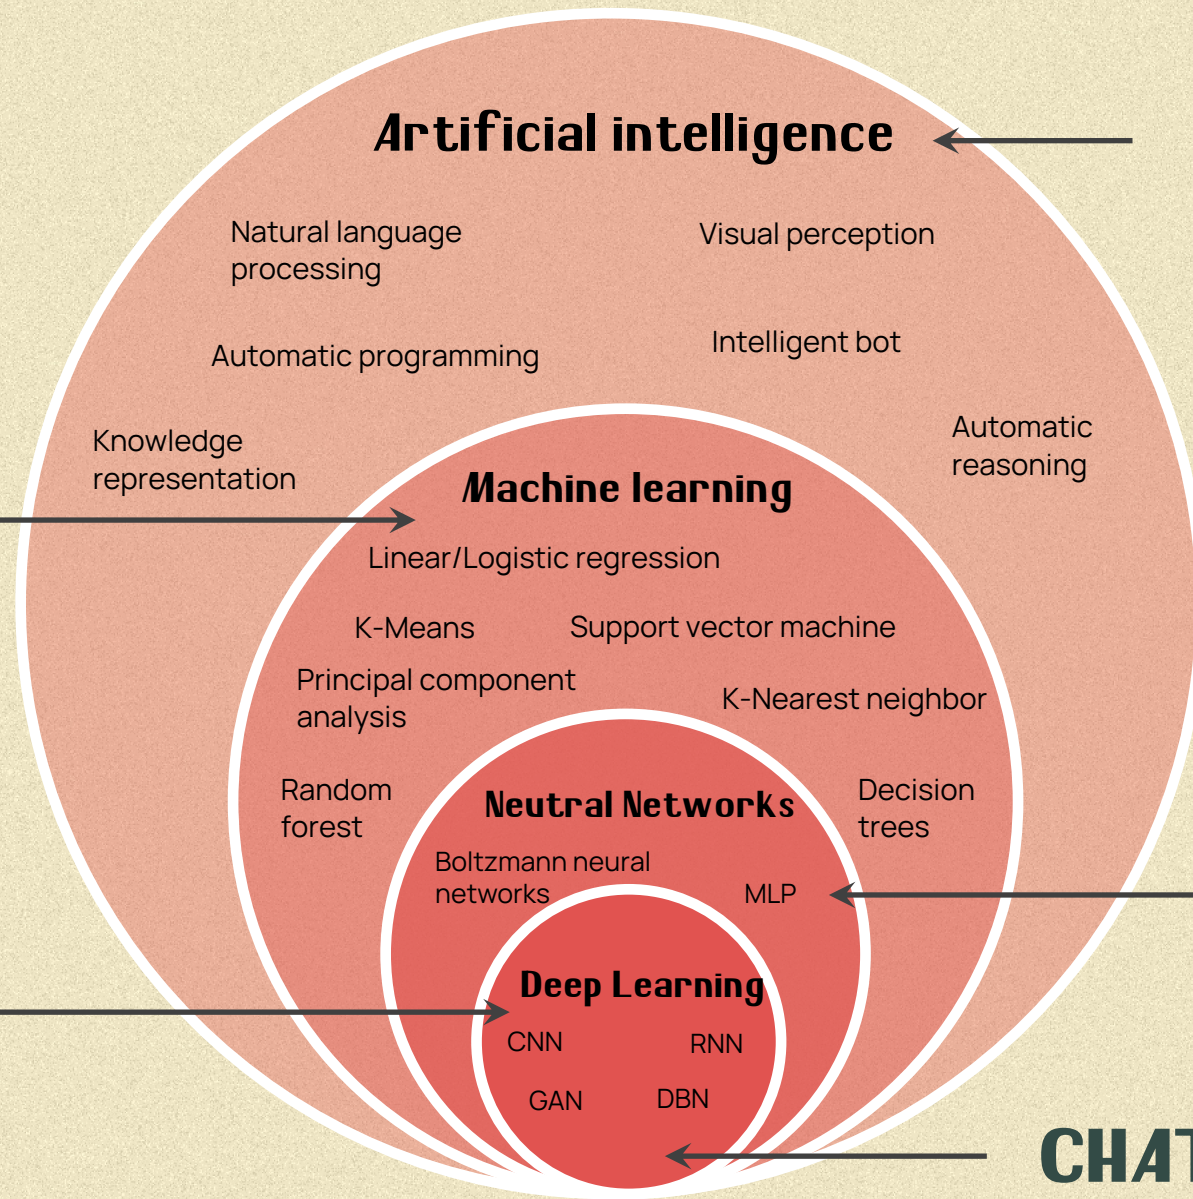 Artificial intelligence
Natural language
processing
Visual perception
Automatic programming
Intelligent bot
Knowledge
representation
Automatic
reasoning
Machine learning
Linear/Logistic regression
K-Means
Support vector machine
Principal component
analysis
K-Nearest neighbor
Random
forest
Decision
trees
Neutral Networks
Boltzmann neural
networks
MLP
Deep Learning
CNN
RNN
GAN
DBN
CHAT